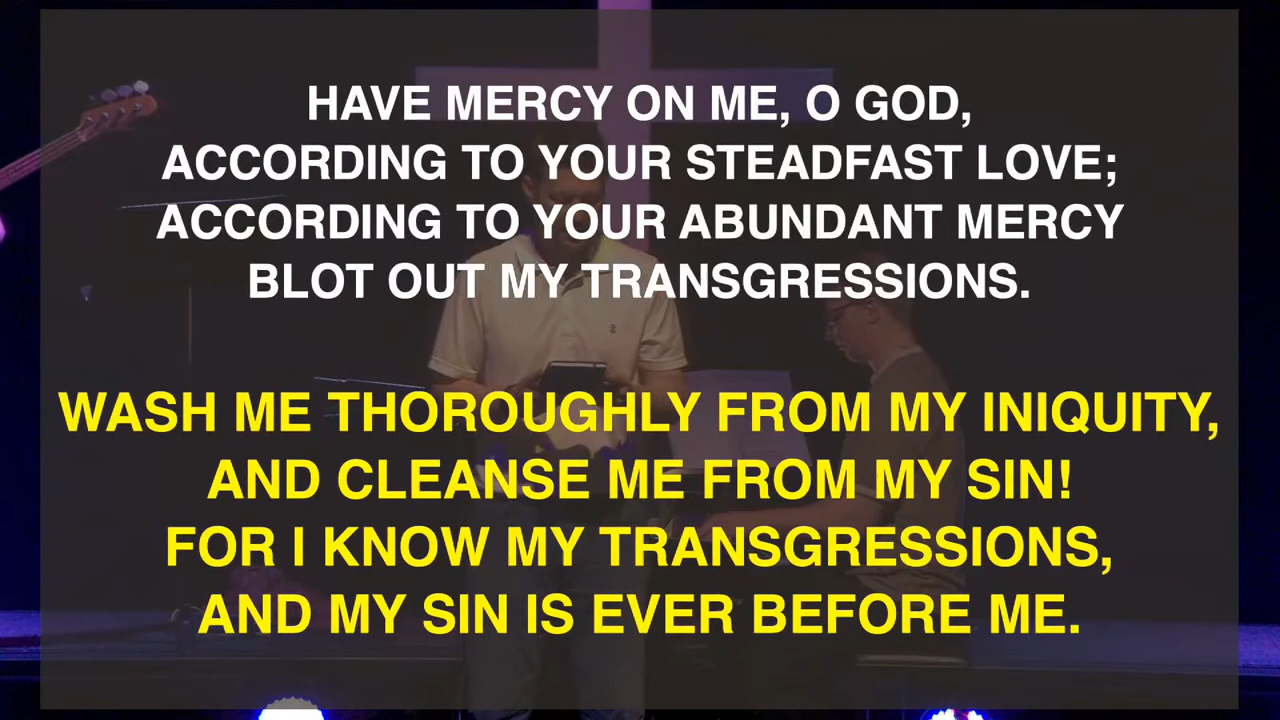 HAVE MERCY ON ME, O GOD,
ACCORDING TO YOUR STEADFAST LOVE;
ACCORDING TO YOUR ABUNDANT MERCY
BLOT OUT MY TRANSGRESSIONS.
WASH ME THOROUGHLY FROM MY INIQUITY,
AND CLEANSE ME FROM MY SIN!
FOR I KNOW MY TRANSGRESSIONS,
AND MY SIN IS EVER BEFORE ME.